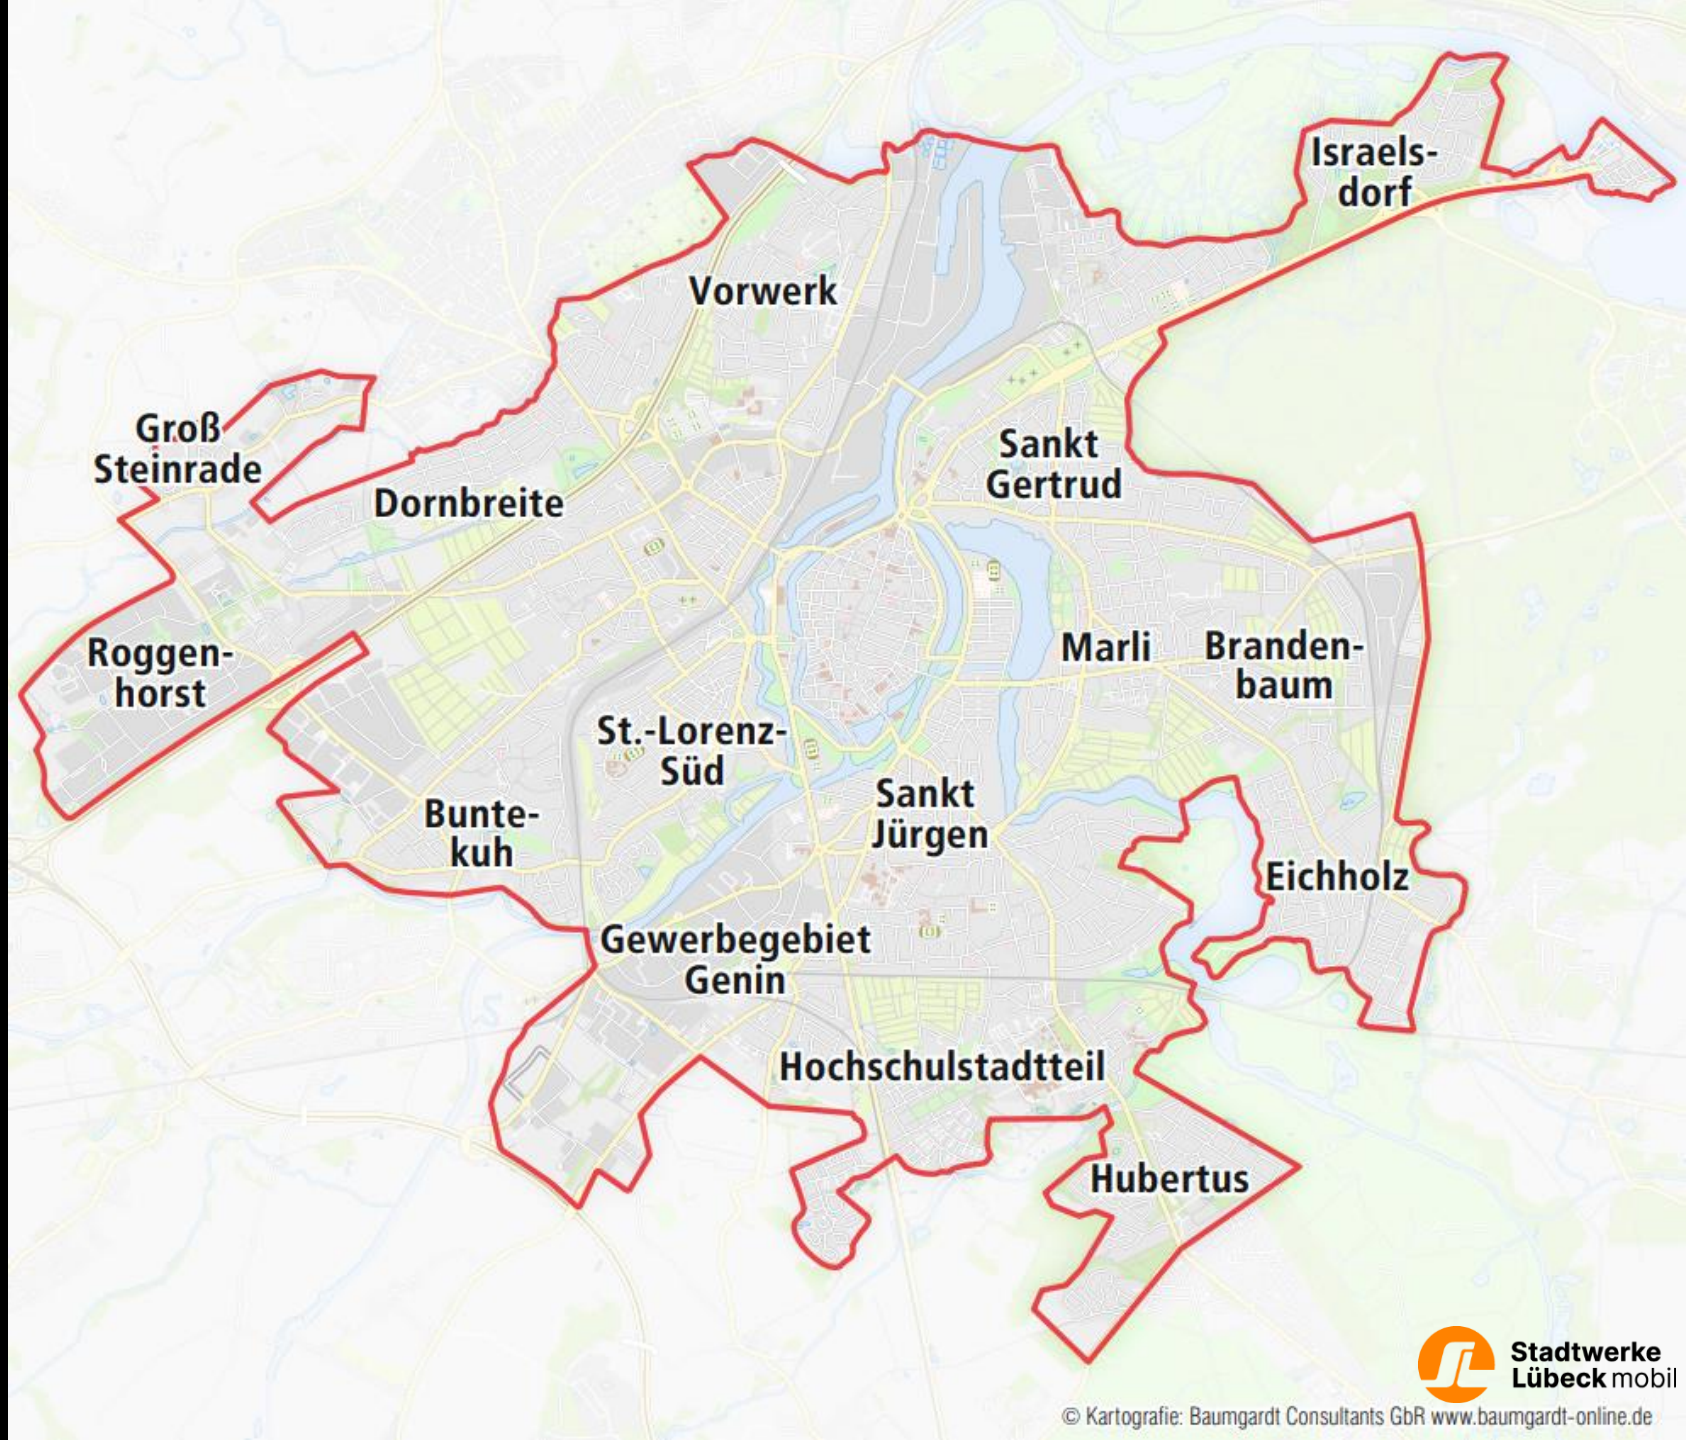 Israels-
dorf
Vorwerk
Groß
Steinrade
Sankt
Gertrud
Dornbreite
Roggen-
horst
Marli
Branden-
baum
St.-Lorenz-
Süd
Bunte-
kuh
Sankt
Jürgen
Eichholz
Gewerbegebiet
Genin
Hochschulstadtteil
Hubertus
Stadtwerke
Lübeck mobil
© Kartografie: Baumgardt Consultants GbR www.baumgardt-online.de